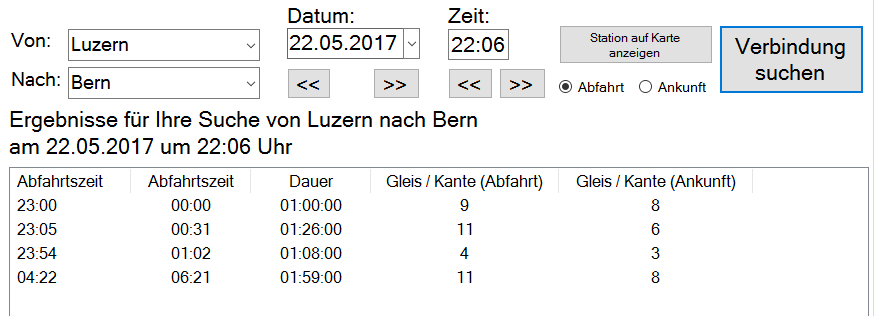 Datum: Zeit:
Von: Luzern 22.05.2017 22:06 Station auf Karte anzeigen Verbindung suchen
Nach: Bern << >> << >> Abfahrt Ankunft
Ergebnisse für Ihre Suche von Luzern nach Bern
am 22.05.2017 um 22:06 Uhr
Abfahrtszeit Abfahrtszeit Dauer Gleis / Kante (Abfahrt) Gleis / Kante (Ankunft)
23:00 00:00 01:00:00 9 8
23:05 00:31 01:26:00 11 6
23:54 01:02 01:08:00 4 3
04:22 06:21 01:59:00 11 8